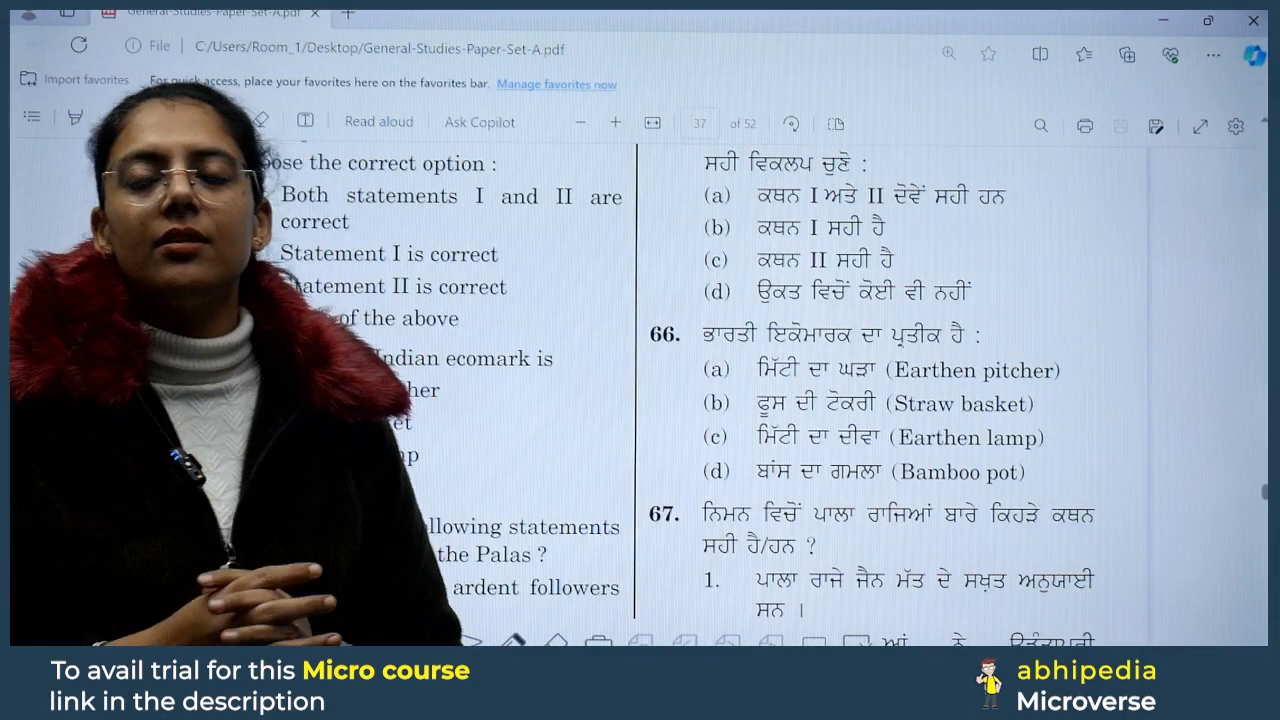 General-Studies-Paper-Set-A.pdf
File
C:/Users/Room_1/Desktop/General-Studies-Paper-Set-A.pdf
Import favorites
For quick access, place your favorites here on the favorites bar. Manage favorites now
Read aloud
Ask Copilot
37 of 52
the correct option :
Both statements I and II are
correct
Statement I is correct
Statement II is correct
of the above
Indian ecomark is
the Palas ?
statements
ardent followers
ਸਹੀ ਵਿਕਲਪ ਚੁਣੋ :
(a) ਕਥਨ I ਅਤੇ II ਦੋਵੇਂ ਸਹੀ ਹਨ
(b) ਕਥਨ I ਸਹੀ ਹੈ
(c) ਕਥਨ II ਸਹੀ ਹੈ
(d) ਉਕਤ ਵਿਚੋਂ ਕੋਈ ਵੀ ਨਹੀਂ
66. ਭਾਰਤੀ ਇਕੋਮਾਰਕ ਦਾ ਪ੍ਰਤੀਕ ਹੈ :
(a) ਮਿੱਟੀ ਦਾ ਘੜਾ (Earthen pitcher)
(b) ਫੂਸ ਦੀ ਟੋਕਰੀ (Straw basket)
(c) ਮਿੱਟੀ ਦਾ ਦੀਵਾ (Earthen lamp)
(d) ਬਾਂਸ ਦਾ ਗਮਲਾ (Bamboo pot)
67. ਨਿਮਨ ਵਿਚੋਂ ਪਾਲਾ ਰਾਜਿਆਂ ਬਾਰੇ ਕਿਹੜੇ ਕਥਨ
ਸਹੀ ਹੈ/ਹਨ ?
1. ਪਾਲਾ ਰਾਜੇ ਜੈਨ ਮੱਤ ਦੇ ਸਖ਼ਤ ਅਨੁਯਾਈ
ਸਨ ।
To avail trial for this Micro course
link in the description
abhipedia
Microverse